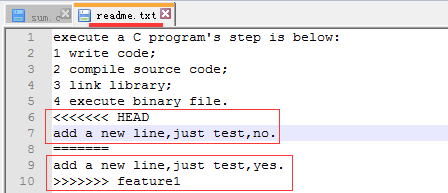 sum.c
readme.txt
1 execute a C program's step is below:
2 1 write code;
3 2 compile source code;
4 3 link library;
5 4 execute binary file.
6 <<<<<<< HEAD
7 add a new line,just test,no.
8 =======
9 add a new line,just test,yes.
10 >>>>>>> feature1